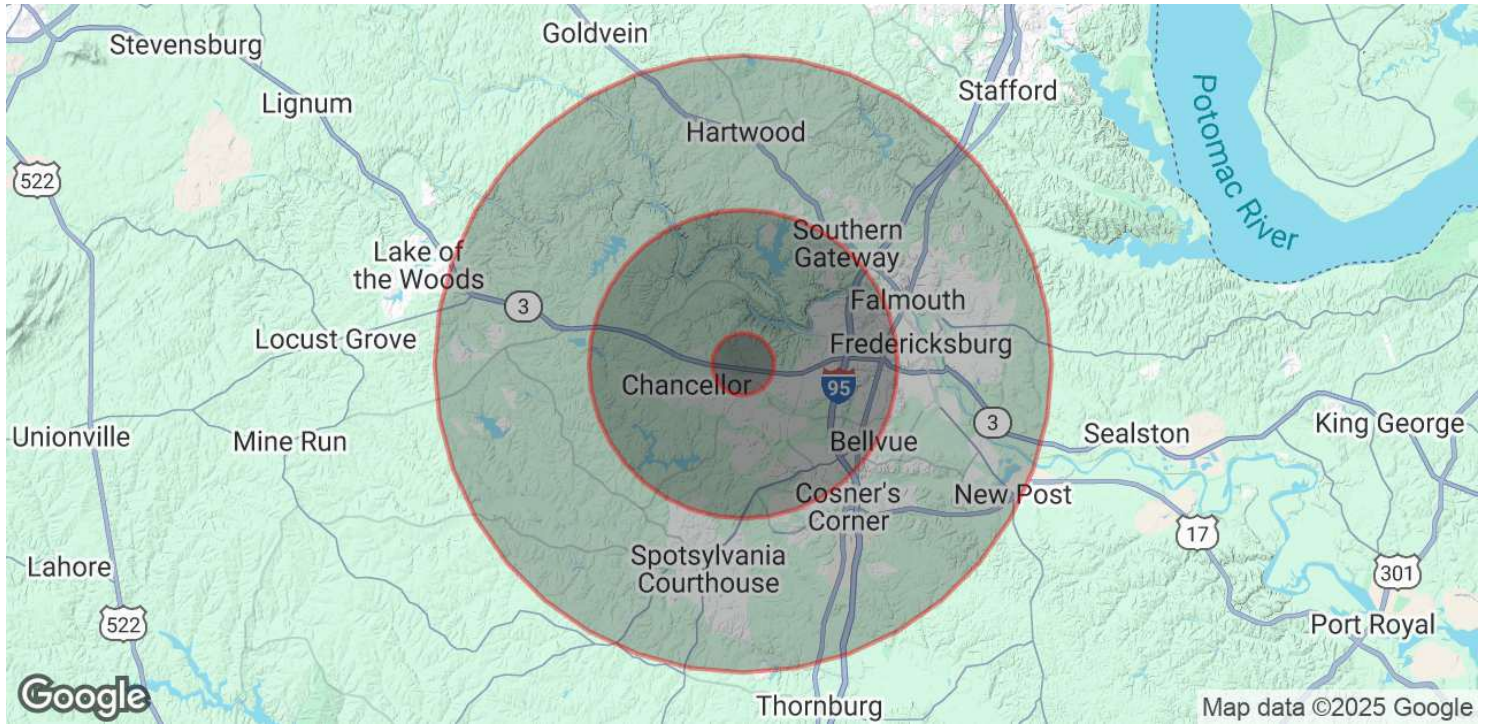 Goldvein
Stevensburg
Stafford
Lignum
Hartwood
Potomac River
522
Southern
Gateway
Lake of
the Woods
Falmouth
3
Locust Grove
Fredericksburg
Chancellor
95
3
King George
Sealston
Unionville
Mine Run
Bellvue
Cosner's
Corner
New Post
17
Spotsylvania
Courthouse
Lahore
301
522
Port Royal
Google
Thornburg
Map data ©2025 Google